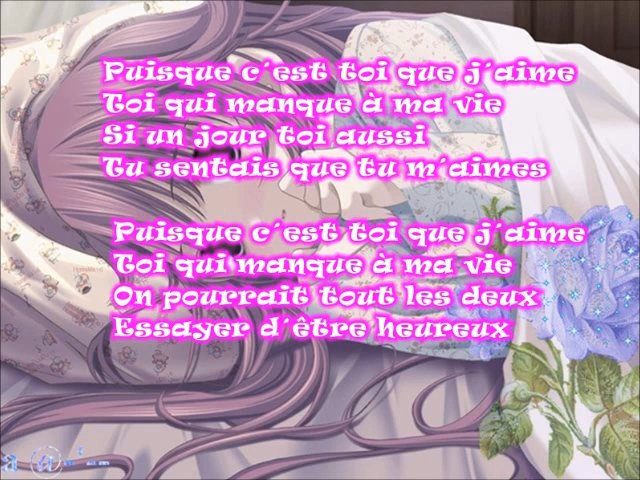 Puisque c'est toi que j'aime
Toi qui manque à ma vie
Si un jour toi aussi
Tu sentais que tu m'aimes
Puisque c'est toi que j'aime
Toi qui manque à ma vie
On pourrait tout les deux
Essayer d'être heureux